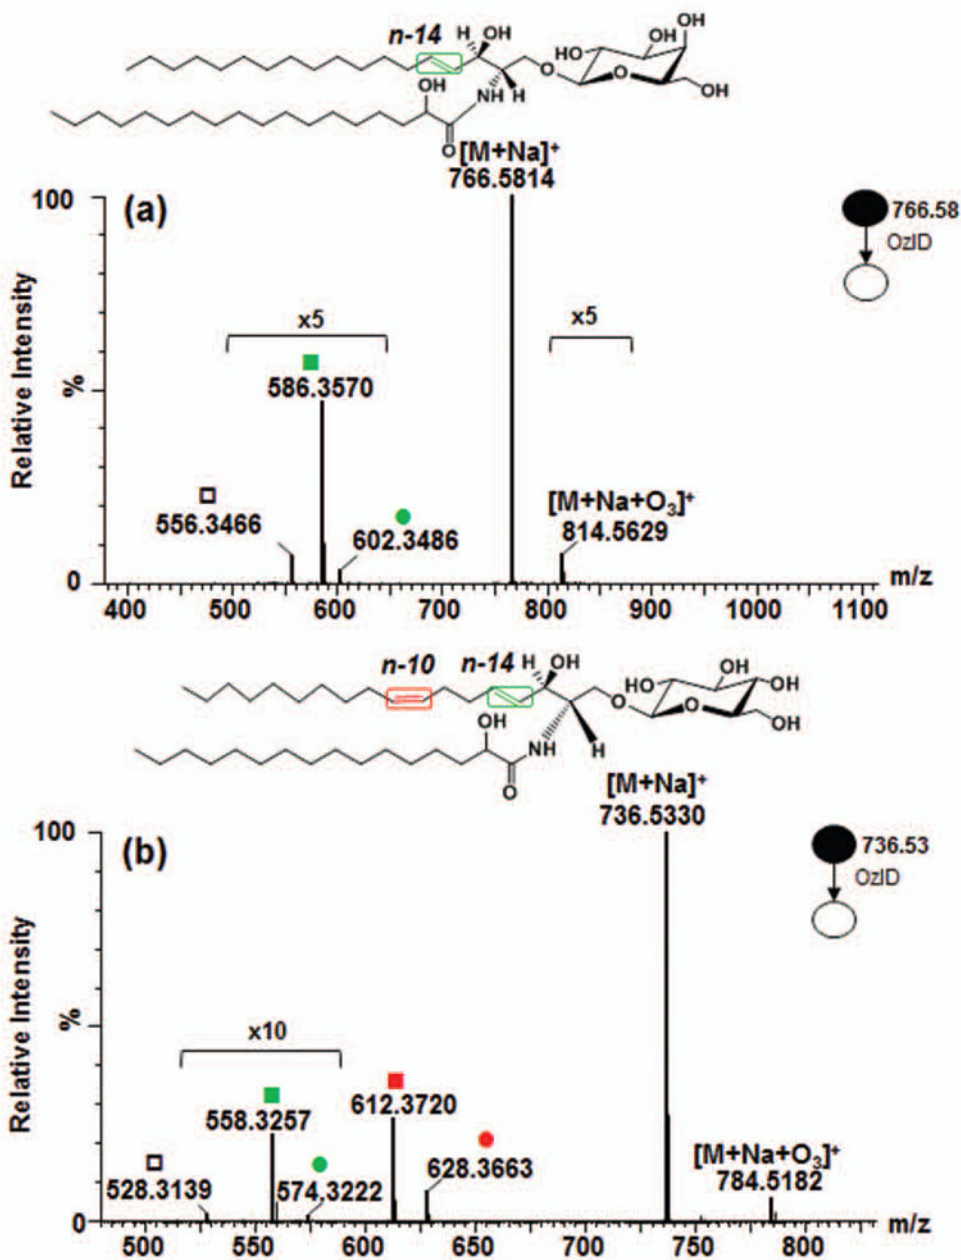 n-14
H OH
OH
OH
HO
O
O
OH
OH
NH
H
O
[M+Na]+
766.5814
100
(a)
766.58
OzID
x5
x5
586.3570
%
Relative Intensity
556.3466
602.3486
[M+Na+O3]+
814.5629
0
m/z
400 500 600 700 800 900 1000 1100
n-10 n-14 H OH
OH
HO
OH
O
O
OH
OH
NH
H
O
[M+Na]+
736.5330
100
(b)
736.53
OzID
%
Relative Intensity
x10
558.3257
612.3720
628.3663
[M+Na+O3]+
784.5182
528.3139
574,3222
0
m/z
500 550 600 650 700 750 800